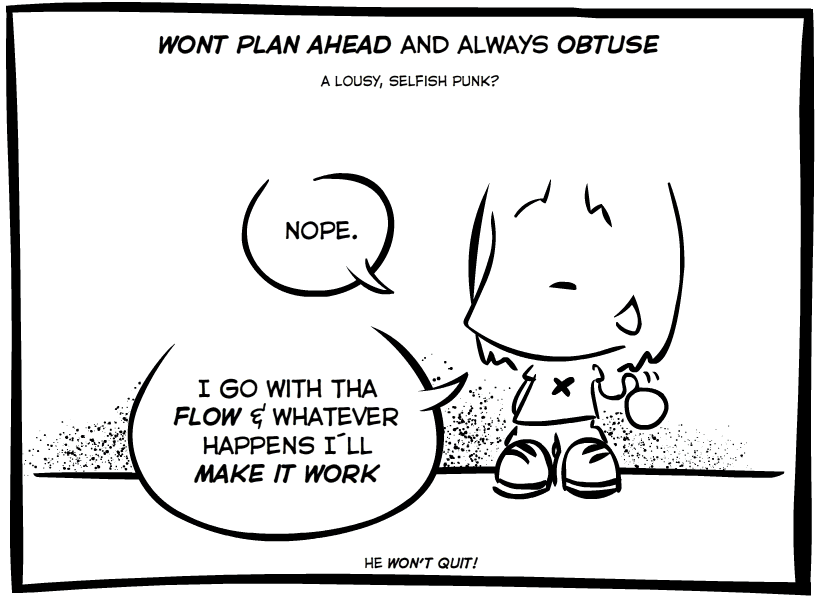 WONT PLAN AHEAD AND ALWAYS OBTUSE
A LOUSY, SELFISH PUNK?
NOPE.
I GO WITH THA
FLOW & WHATEVER
HAPPENS I´LL
MAKE IT WORK
HE WON'T QUIT!